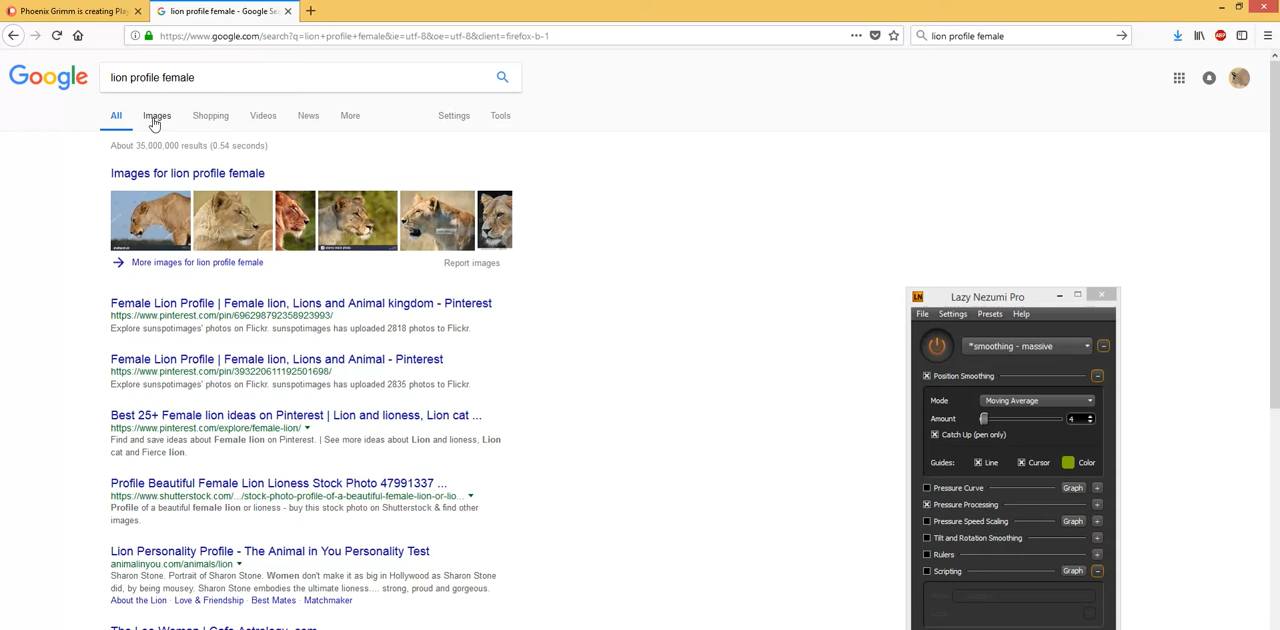 Phoenix Grimm is creating Play
lion profile female - Google Se
https://www.google.com/search?q=lion+profile+female&ie=utf-8&oe=utf-8&client=firefox-b-1
lion profile female
Google
lion profile female
All
Images
Shopping
Videos
News
More
Settings
Tools
About 35,000,000 results (0.54 seconds)
Images for lion profile female
More images for lion profile female
Report images
Female Lion Profile | Female lion, Lions and Animal kingdom - Pinterest
https://www.pinterest.com/pin/696298792358923993/
Explore sunspotimages' photos on Flickr. sunspotimages has uploaded 2818 photos to Flickr.
Female Lion Profile | Female lion, Lions and Animal - Pinterest
https://www.pinterest.com/pin/393220611192501698/
Explore sunspotimages' photos on Flickr. sunspotimages has uploaded 2835 photos to Flickr.
Best 25+ Female lion ideas on Pinterest | Lion and lioness, Lion cat ...
https://www.pinterest.com/explore/female-lion/
Find and save ideas about Female lion on Pinterest. | See more ideas about Lion and lioness, Lion
cat and Fierce lion.
Profile Beautiful Female Lion Lioness Stock Photo 47991337 ...
https://www.shutterstock.com/.../stock-photo-profile-of-a-beautiful-female-lion-or-lio...
Profile of a beautiful female lion or lioness - buy this stock photo on Shutterstock & find other
images.
Lion Personality Profile - The Animal in You Personality Test
animalinyou.com/animals/lion
Sharon Stone. Portrait of Sharon Stone. Women don't make it as big in Hollywood as Sharon Stone
did, by being mousey. Sharon Stone embodies the ultimate lioness.... strong, proud and gorgeous.
About the Lion · Love & Friendship · Best Mates · Matchmaker
The Leo Woman | Cafe Astrology .com
LN
Lazy Nezumi Pro
File Settings Presets Help
*smoothing - massive
Position Smoothing
Mode Moving Average
Amount 4
Catch Up (pen only)
Guides: Line Cursor Color
Pressure Curve Graph
Pressure Processing
Pressure Speed Scaling Graph
Tilt and Rotation Smoothing
Rulers
Scripting Graph